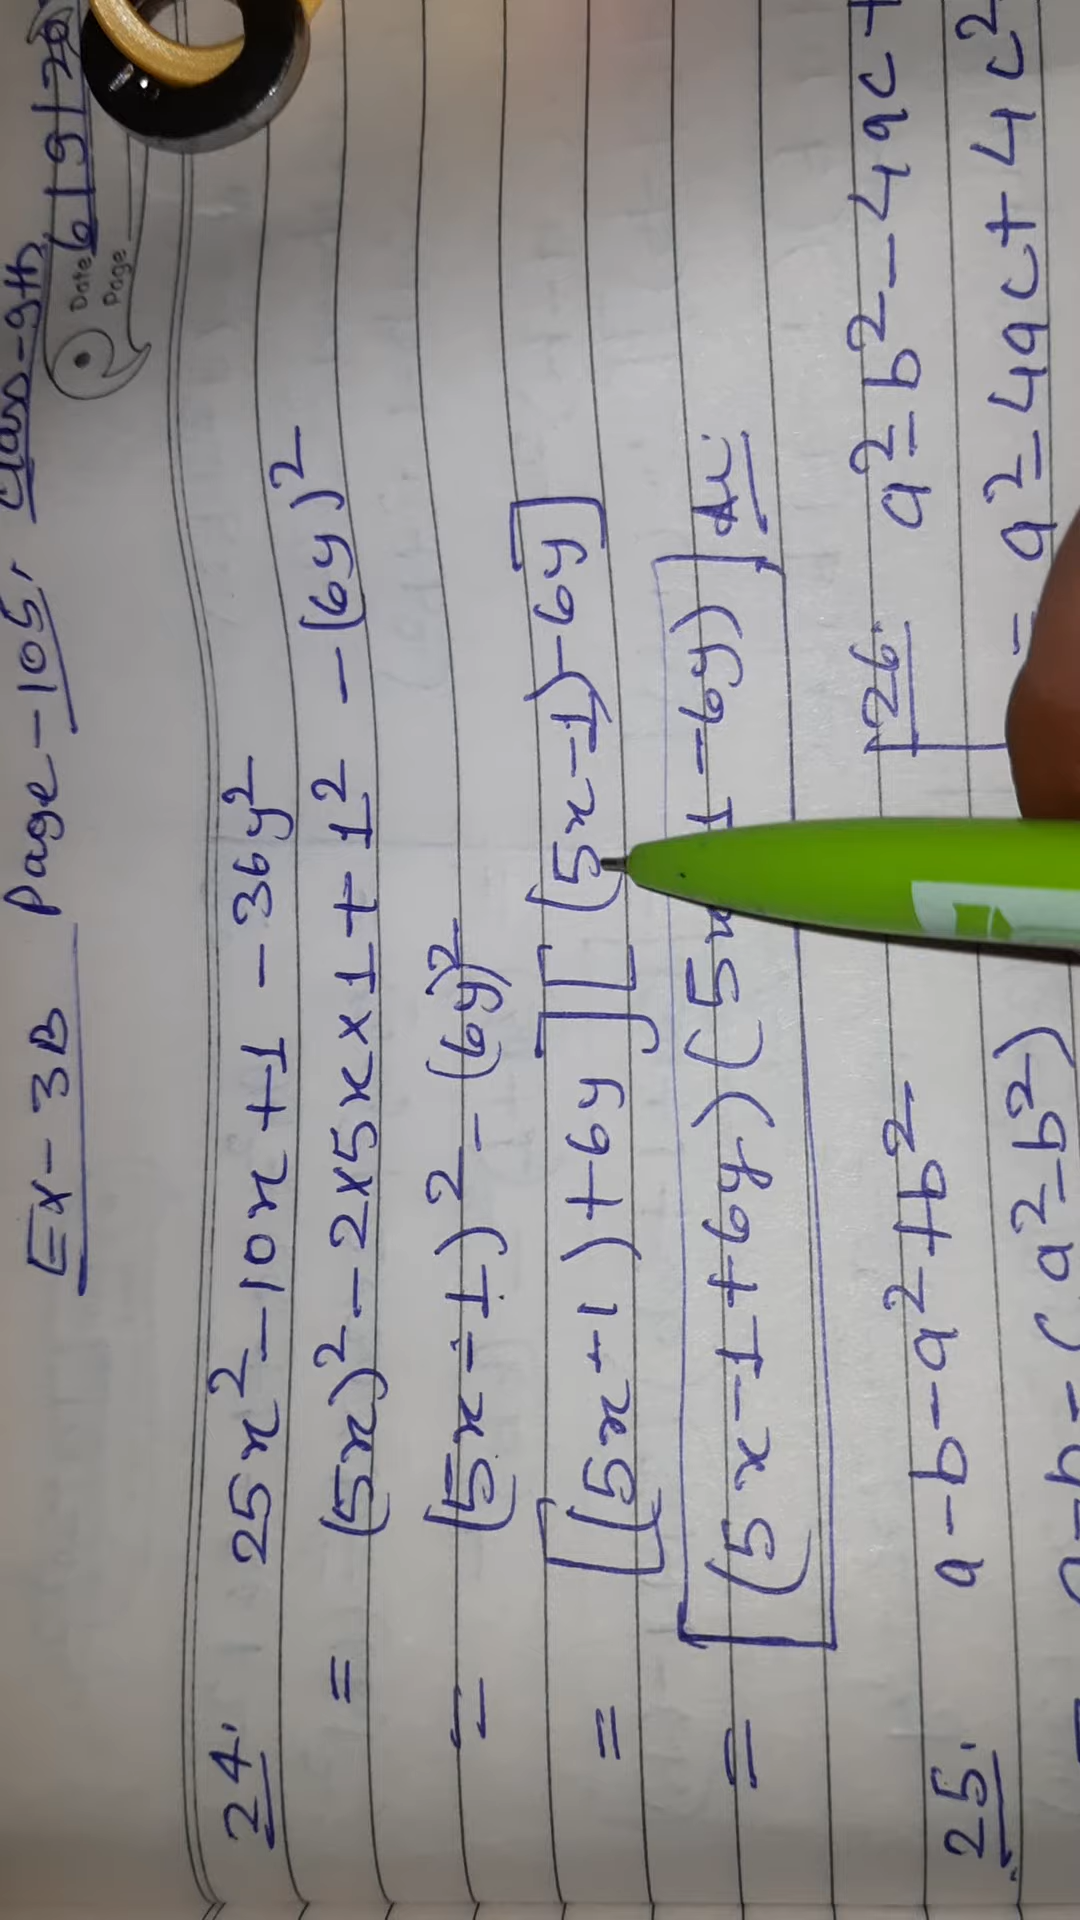 Ex-3B Page-105, Class-9th
Date 6/9/20
Page
24. 25x²-10x+1-36y²
= (5x)²-2×5x×1+1²-(6y)²
= (5x-1)²-(6y)²
= [(5x-1)+6y][(5x-1)-6y]
= (5x-1+6y)(5x-1-6y)
25. a-b-a²+b²
(a²-b²)
26. a²-b²-4ac+
= a²-4ac+4c²